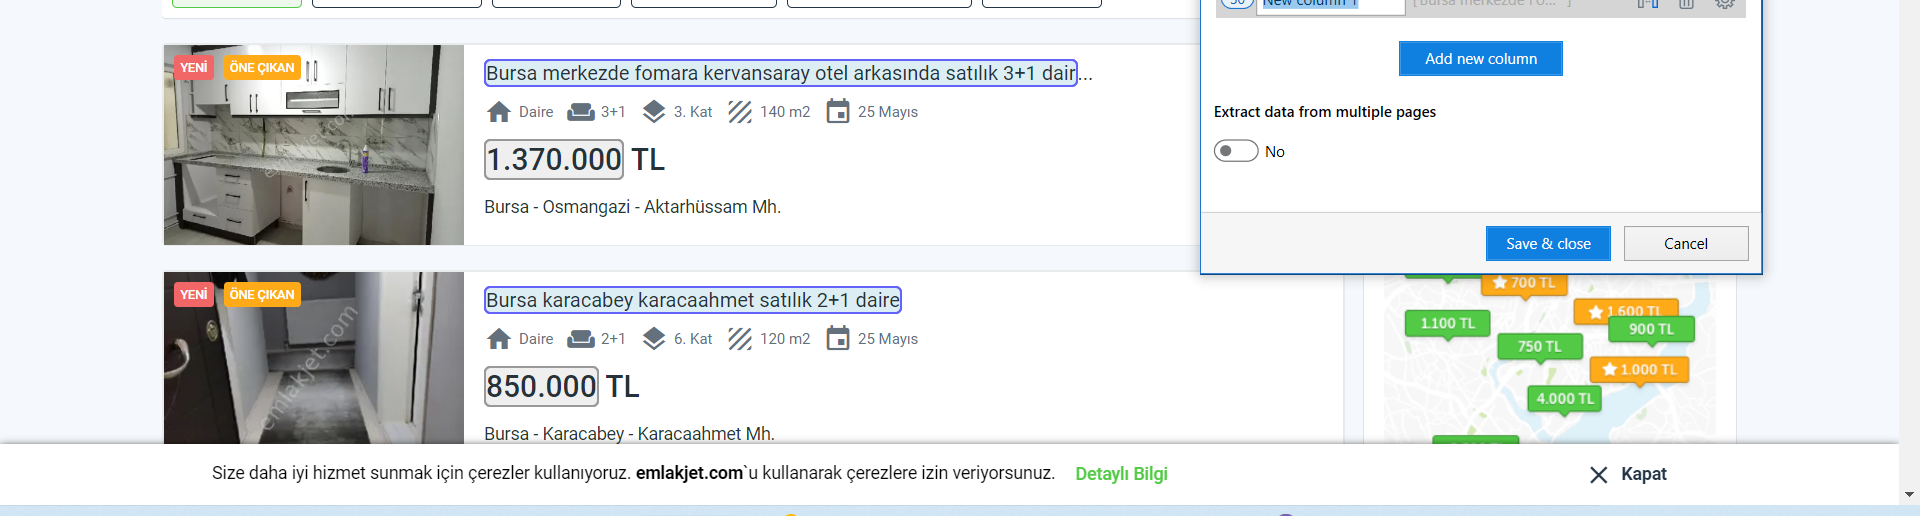 New column 1
[Bursa merkezde Fo... ]
Add new column
Extract data from multiple pages
No
Save & close
Cancel
YENİ
ÖNE ÇIKAN
Bursa merkezde fomara kervansaray otel arkasında satılık 3+1 dair...
Daire 3+1 3. Kat 140 m2 25 Mayıs
1.370.000 TL
Bursa - Osmangazi - Aktarhüssam Mh.
emlakjet.com
YENİ
ÖNE ÇIKAN
Bursa karacabey karacaahmet satılık 2+1 daire
Daire 2+1 6. Kat 120 m2 25 Mayıs
850.000 TL
Bursa - Karacabey - Karacaahmet Mh.
emlakjet.com
700 TL
1.600 TL
1.100 TL
900 TL
750 TL
1.000 TL
4.000 TL
Size daha iyi hizmet sunmak için çerezler kullanıyoruz. emlakjet.com`u kullanarak çerezlere izin veriyorsunuz. Detaylı Bilgi
Kapat